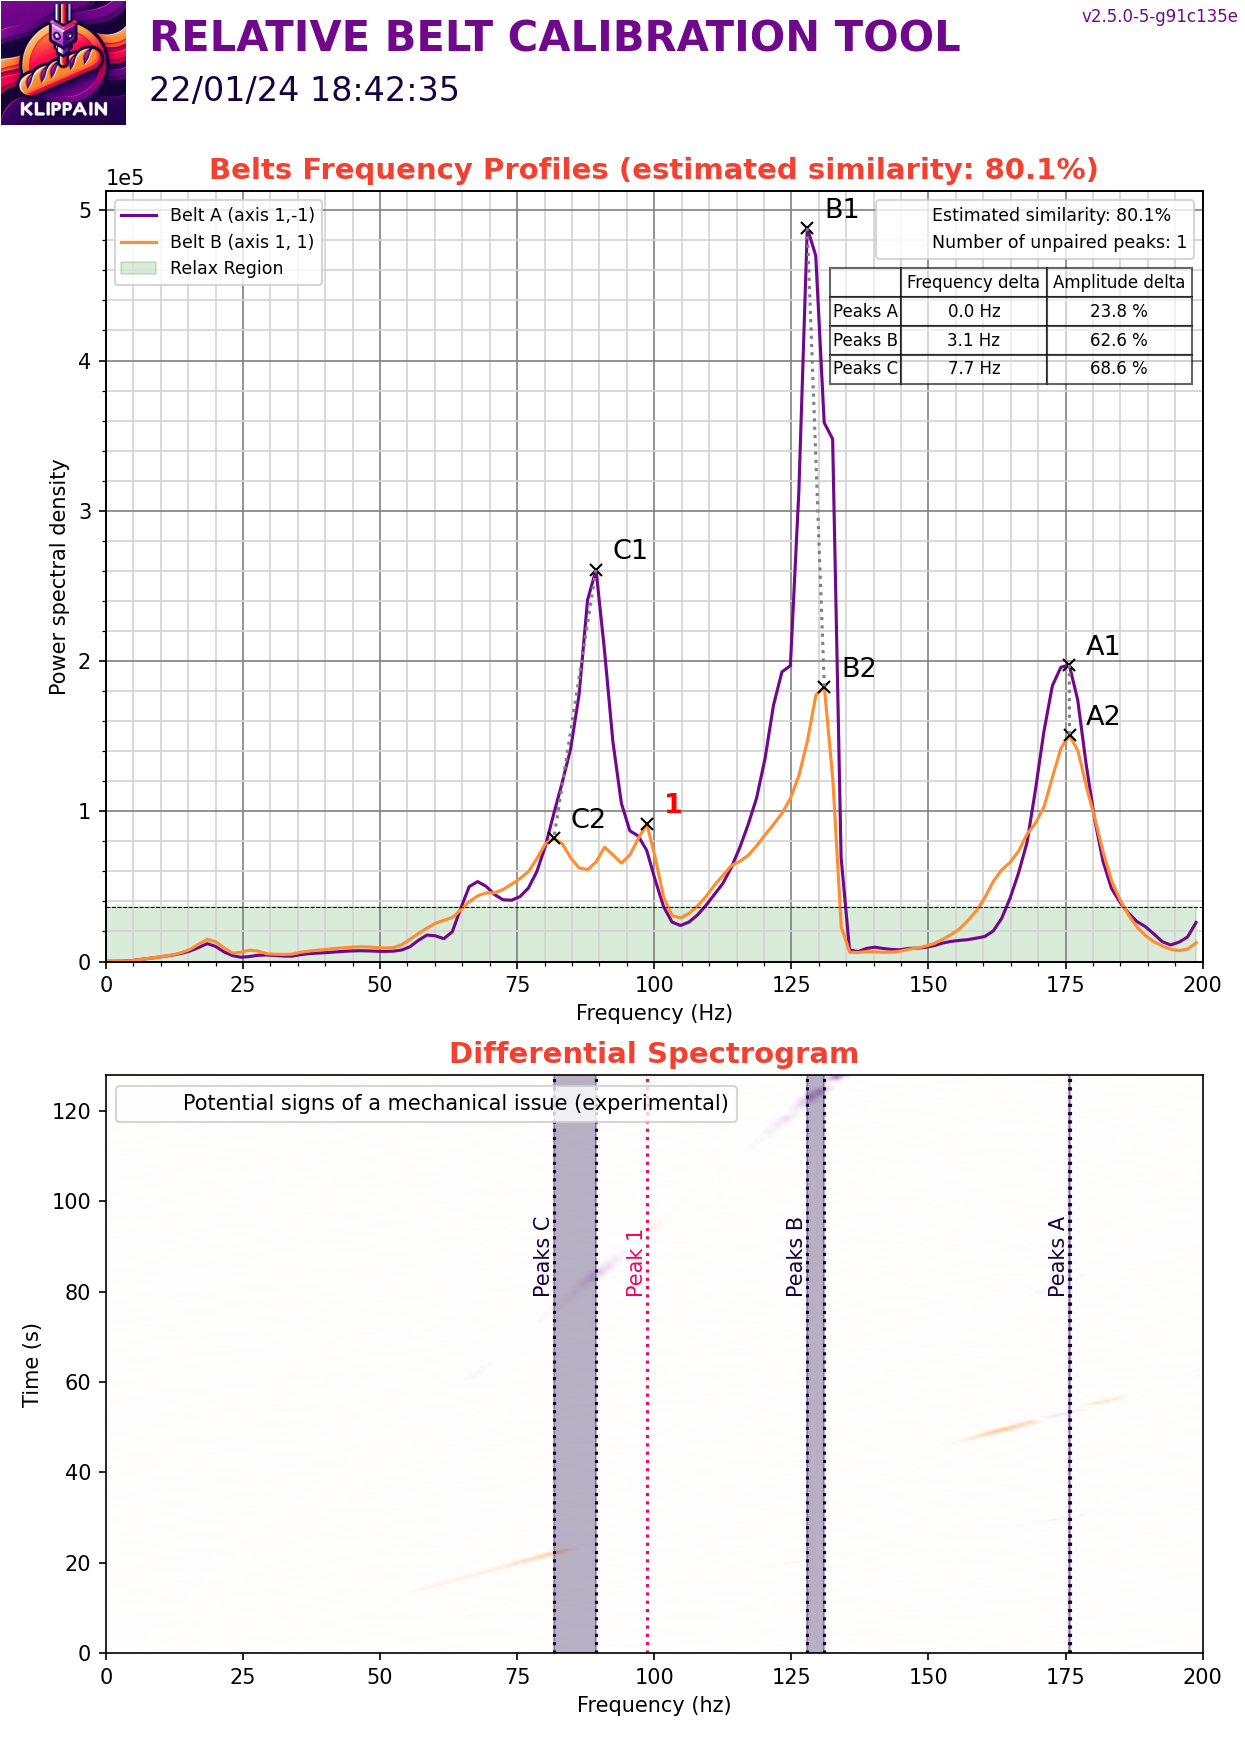 v2.5.0-5-g91c135e
RELATIVE BELT CALIBRATION TOOL
22/01/24 18:42:35
KLIPPAIN
Belts Frequency Profiles (estimated similarity: 80.1%)
1e5
Belt A (axis 1,-1)
Belt B (axis 1, 1)
Relax Region
Estimated similarity: 80.1%
Number of unpaired peaks: 1
Frequency delta Amplitude delta
Peaks A 0.0 Hz 23.8 %
Peaks B 3.1 Hz 62.6 %
Peaks C 7.7 Hz 68.6 %
B1
C1
B2
A1
A2
C2
1
5
4
3
2
1
0
Power spectral density
0 25 50 75 100 125 150 175 200
Frequency (Hz)
Differential Spectrogram
Potential signs of a mechanical issue (experimental)
Peaks C
Peak 1
Peaks B
Peaks A
120
100
80
60
40
20
0
Time (s)
0 25 50 75 100 125 150 175 200
Frequency (hz)